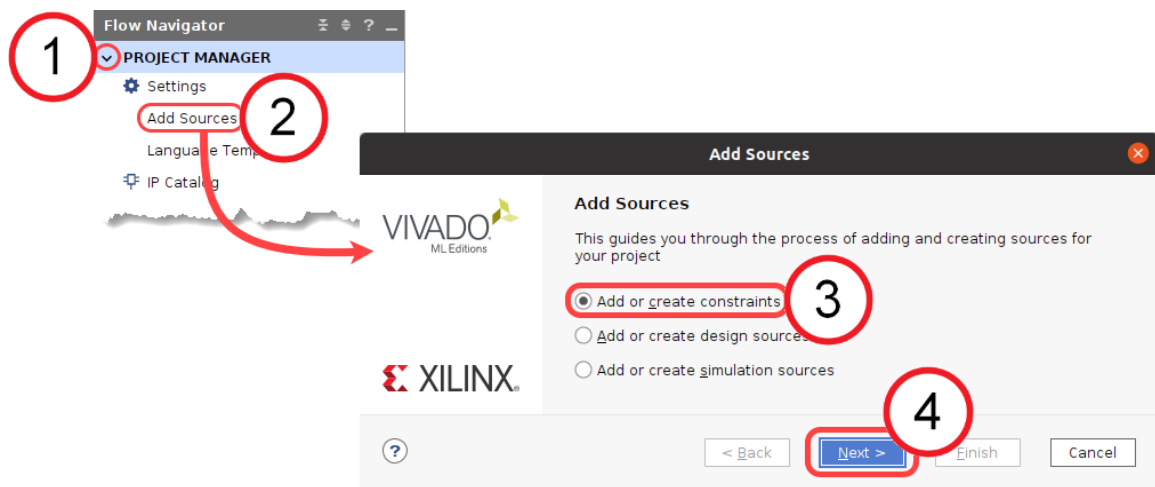 Flow Navigator ?
1
PROJECT MANAGER
Settings
Add Sources
2
Language Temp
IP Catalog
Add Sources
VIVADO.
ML Editions
Add Sources
This guides you through the process of adding and creating sources for
your project
Add or create constraints
3
Add or create design sources
Add or create simulation sources
XILINX.
4
?
< Back
Next >
Finish
Cancel